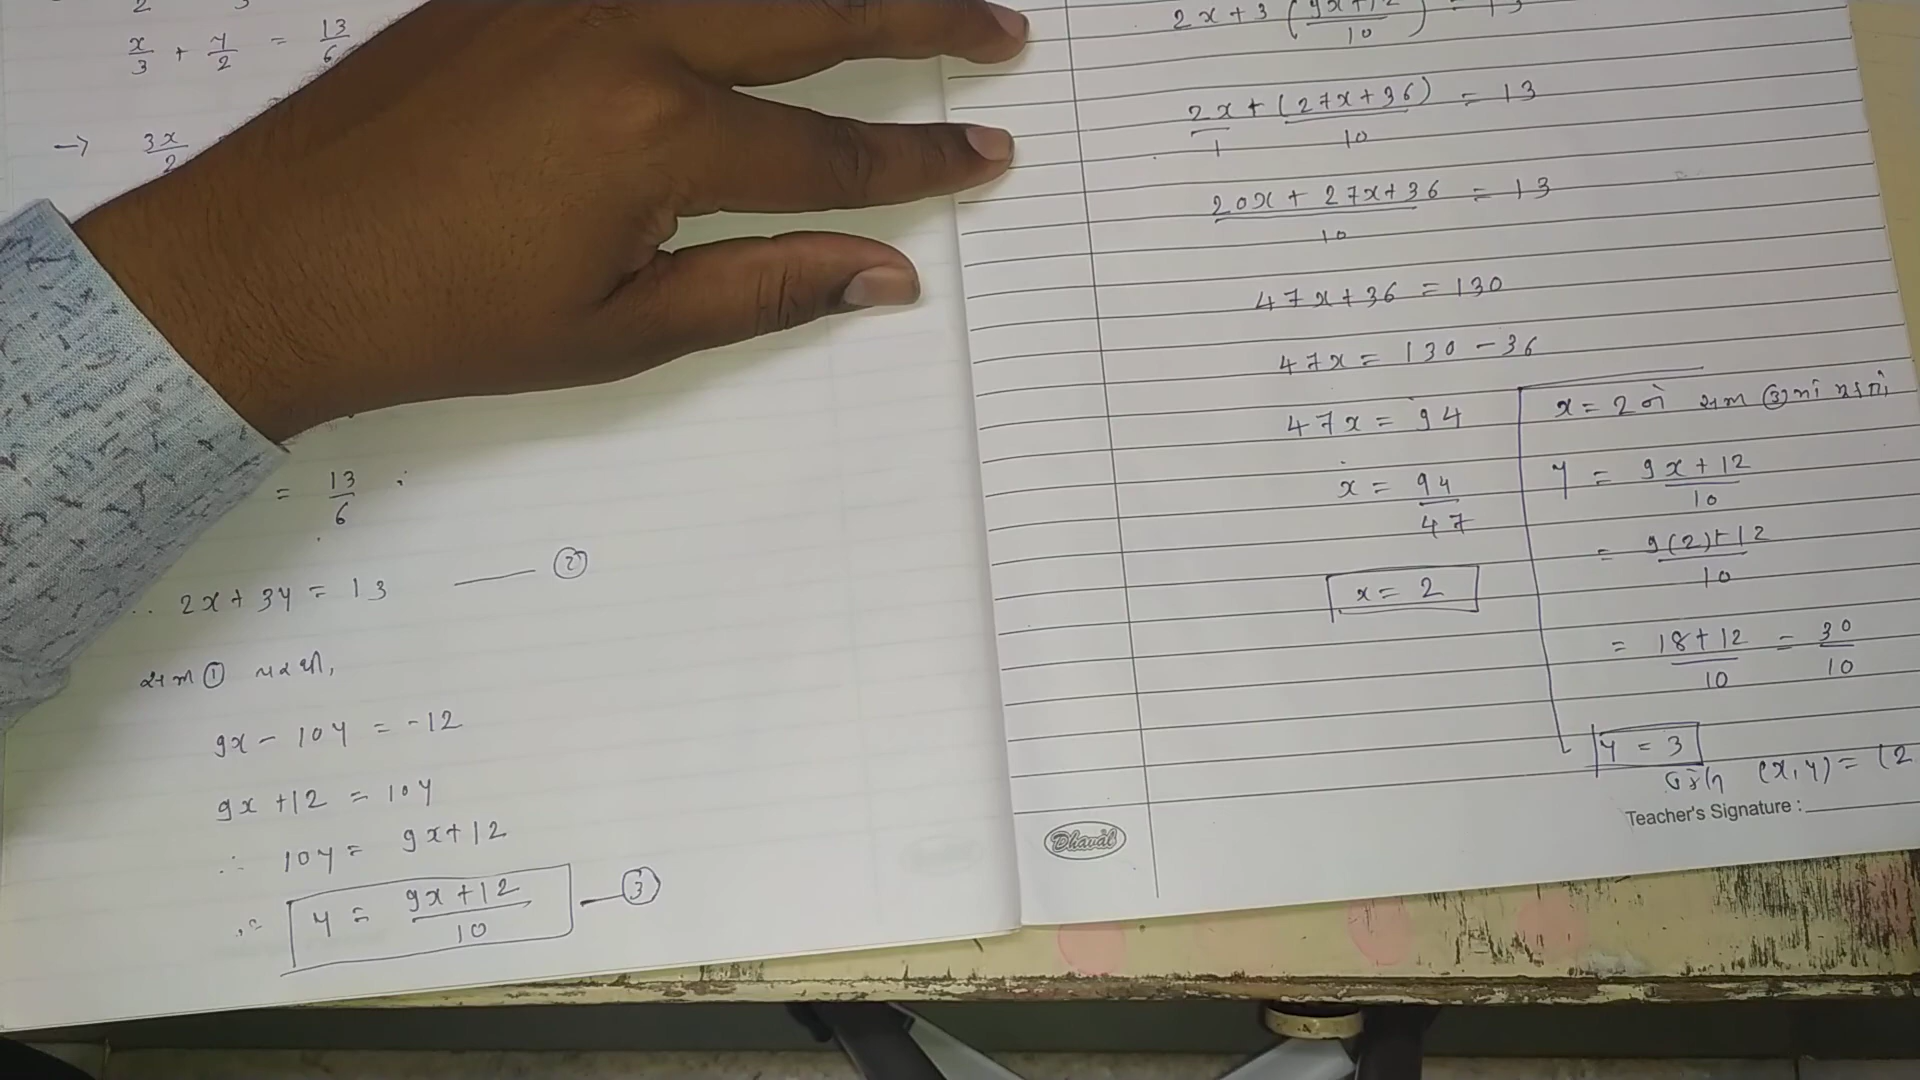 x/3 + y/2 = 13/6
→ 3x/2
= 13/6 ;
∴ 2x + 3y = 13 —— ②
સમ ① પરથી,
9x - 10y = -12
9x + 12 = 10y
∴ 10y = 9x + 12
∴ y = (9x + 12)/10 — ③
2x + 3 ( (9x + 12)/10 ) = 13
2x/1 + (27x + 36)/10 = 13
(20x + 27x + 36)/10 = 13
47x + 36 = 130
47x = 130 - 36
47x = 94
x = 94/47
x = 2
x = 2 ને સમ ③ માં મૂકતાં,
y = (9x + 12)/10
= (9(2) + 12)/10
= (18 + 12)/10 = 30/10
y = 3
ઉકેલ (x, y) = (2
Teacher's Signature :
Dhaval